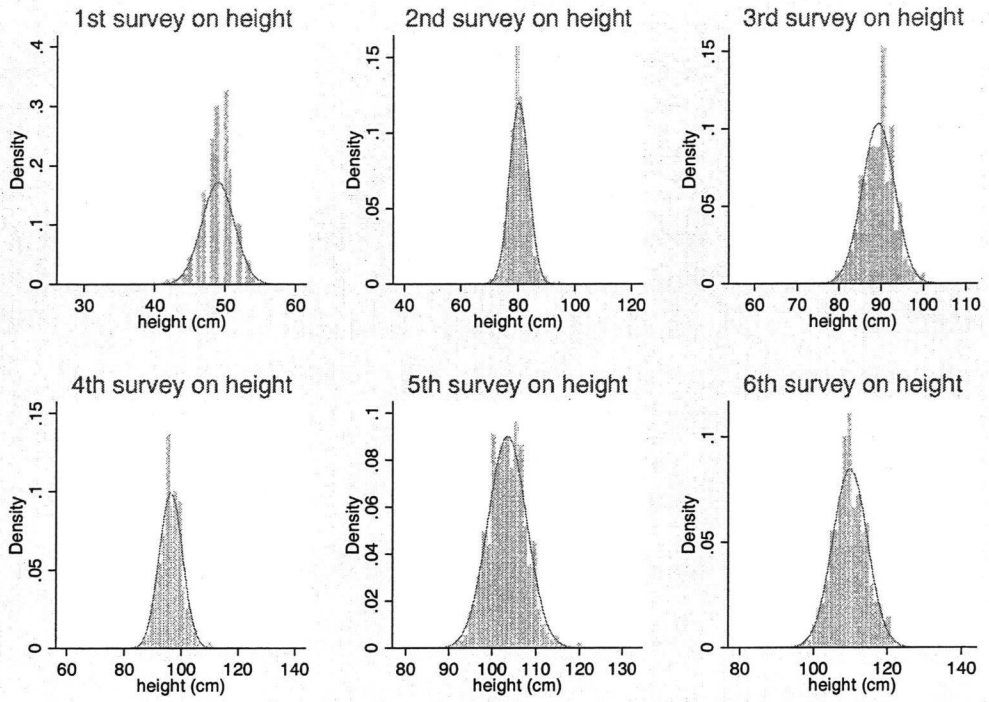 1st survey on height
2nd survey on height
3rd survey on height
Density
0 .1 .2 .3 .4
30 40 50 60
height (cm)
Density
0 .05 .1 .15
40 60 80 100 120
height (cm)
Density
0 .05 .1 .15
60 70 80 90 100 110
height (cm)
4th survey on height
5th survey on height
6th survey on height
Density
0 .05 .1 .15
60 80 100 120 140
height (cm)
Density
0 .02 .04 .06 .08 .1
80 90 100 110 120 130
height (cm)
Density
0 .05 .1
80 100 120 140
height (cm)